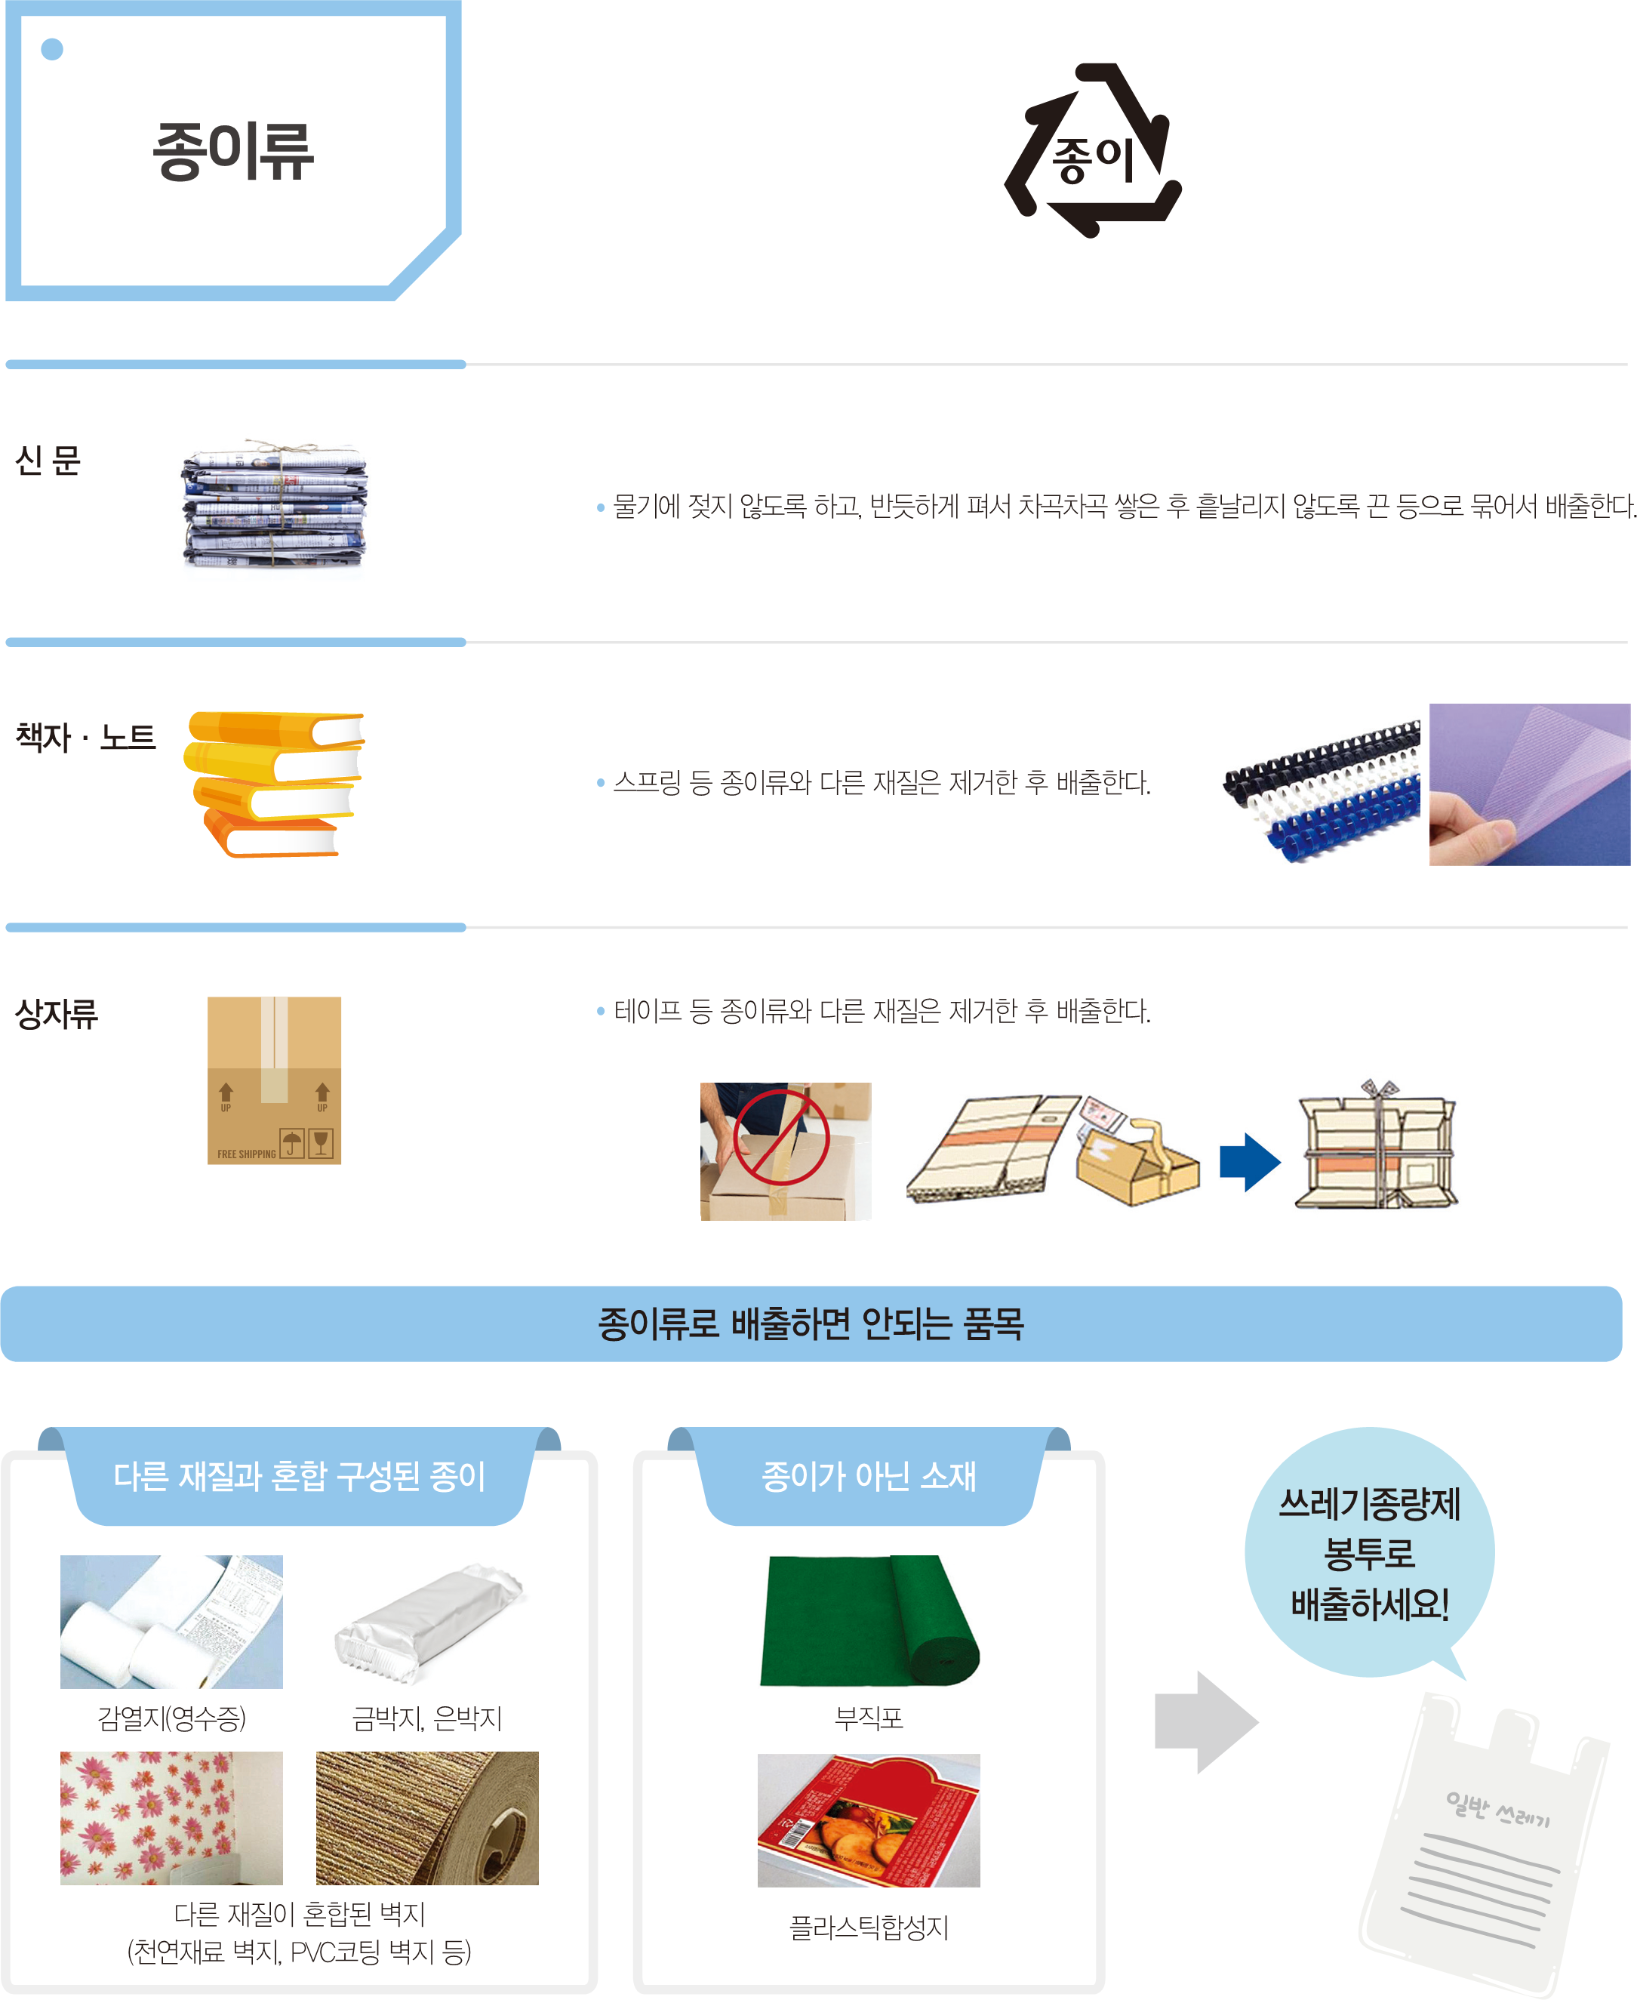 종이류
종이
신 문
• 물기에 젖지 않도록 하고, 반듯하게 펴서 차곡차곡 쌓은 후 흩날리지 않도록 끈 등으로 묶어서 배출한다.
책자 · 노트
• 스프링 등 종이류와 다른 재질은 제거한 후 배출한다.
상자류
• 테이프 등 종이류와 다른 재질은 제거한 후 배출한다.
UP UP
FREE SHIPPING
종이류로 배출하면 안되는 품목
다른 재질과 혼합 구성된 종이
감열지(영수증)
금박지, 은박지
다른 재질이 혼합된 벽지
(천연재료 벽지, PVC코팅 벽지 등)
종이가 아닌 소재
부직포
플라스틱합성지
쓰레기종량제
봉투로
배출하세요!
일반 쓰레기